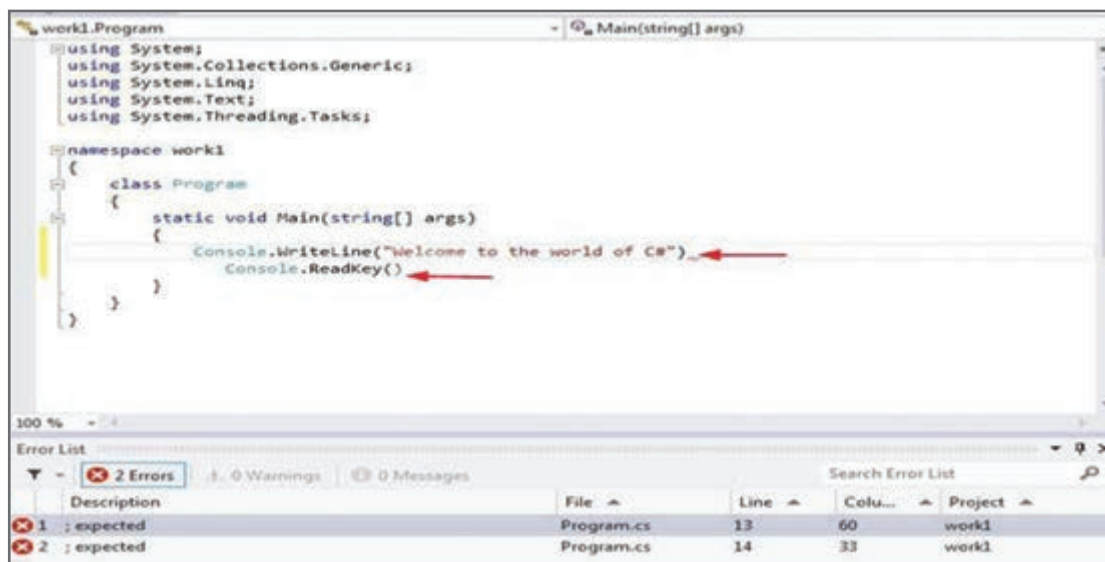 work1.Program Main(string[] args)
using System;
using System.Collections.Generic;
using System.Linq;
using System.Text;
using System.Threading.Tasks;
namespace work1
{
class Program
{
static void Main(string[] args)
{
Console.WriteLine("Welcome to the world of C#")
Console.ReadKey()
}
}
}
100 %
Error List
2 Errors 0 Warnings 0 Messages Search Error List
Description File Line Colu... Project
1 ; expected Program.cs 13 60 work1
2 ; expected Program.cs 14 33 work1